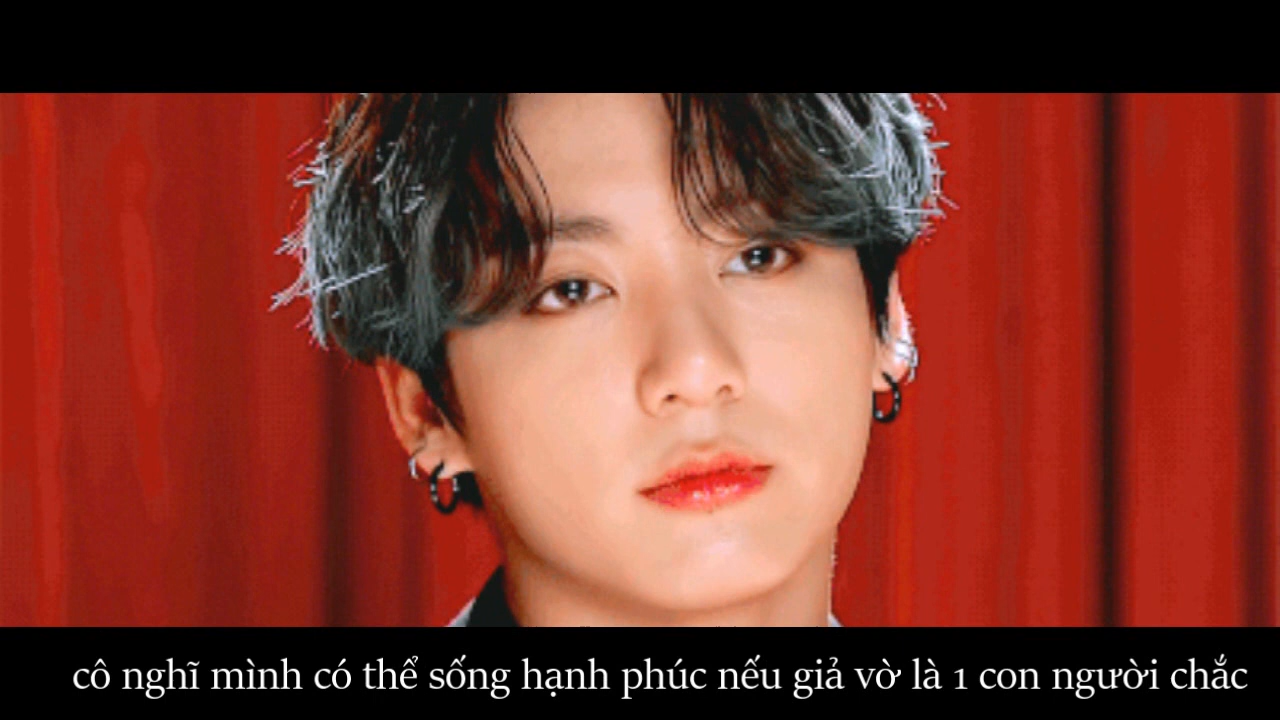 cô nghĩ mình có thể sống hạnh phúc nếu giả vờ là 1 con người chắc